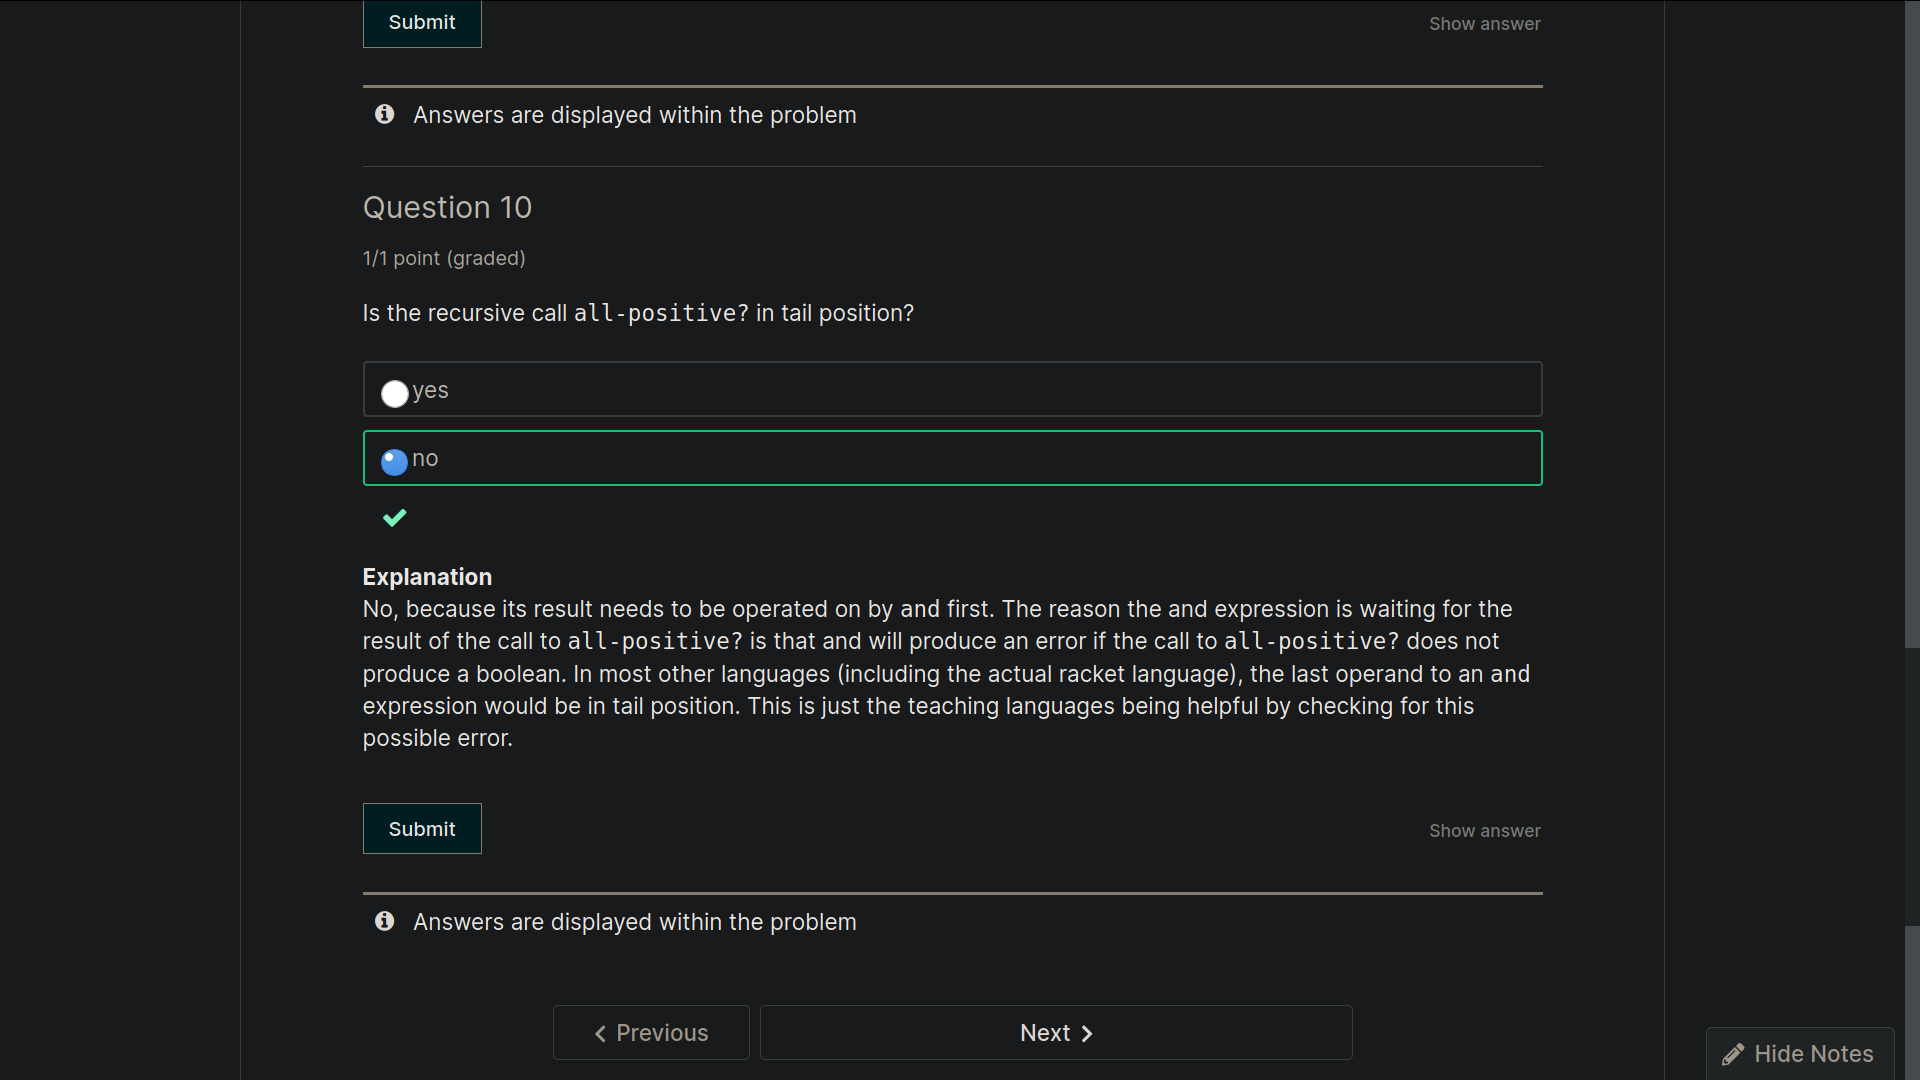 Submit
Show answer
Answers are displayed within the problem
Question 10
1/1 point (graded)
Is the recursive call all-positive? in tail position?
yes
no
Explanation
No, because its result needs to be operated on by and first. The reason the and expression is waiting for the
result of the call to all-positive? is that and will produce an error if the call to all-positive? does not
produce a boolean. In most other languages (including the actual racket language), the last operand to an and
expression would be in tail position. This is just the teaching languages being helpful by checking for this
possible error.
Submit
Show answer
Answers are displayed within the problem
Previous
Next
Hide Notes